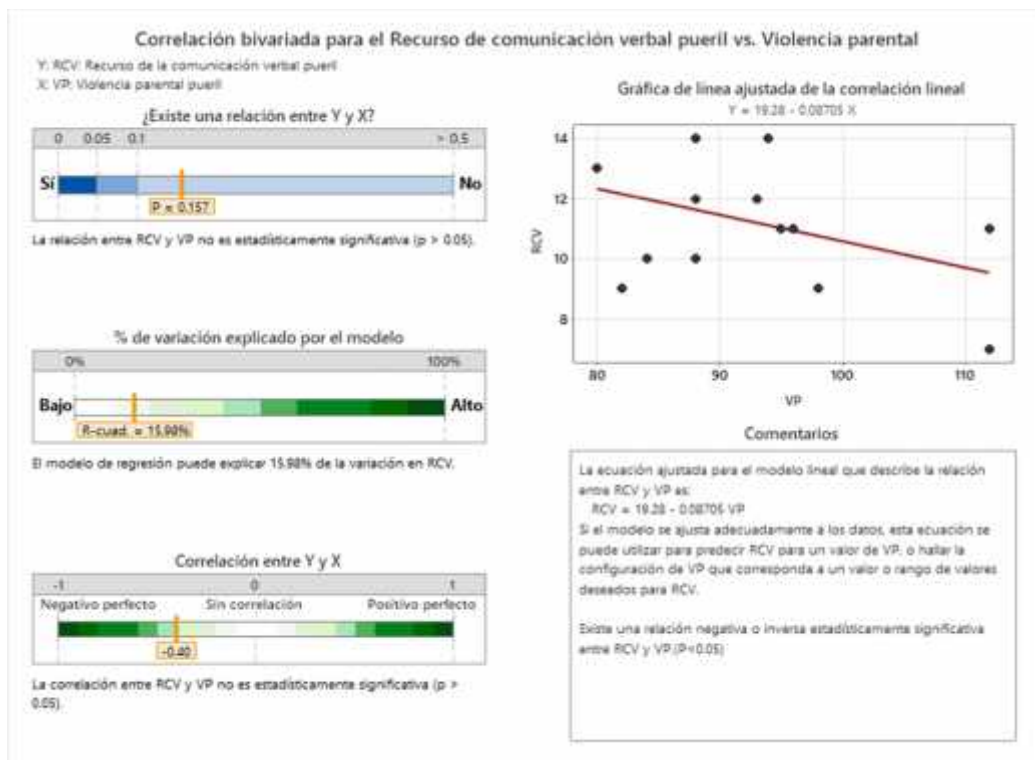 Correlación bivariada para el Recurso de comunicación verbal pueril vs. Violencia parental
Y: RCV: Recurso de la comunicación verbal pueril
X: VP: Violencia parental pueril
¿Existe una relación entre Y y X?
0 0.05 0.1 > 0.5
Sí No
P = 0.157
La relación entre RCV y VP no es estadísticamente significativa (p > 0.05).
% de variación explicado por el modelo
0% 100%
Bajo Alto
R-cuad. = 15.98%
El modelo de regresión puede explicar 15.98% de la variación en RCV.
Correlación entre Y y X
-1 0 1
Negativo perfecto Sin correlación Positivo perfecto
-0.40
La correlación entre RCV y VP no es estadísticamente significativa (p >
0.05).
Gráfica de línea ajustada de la correlación lineal
Y = 19.28 - 0.08705 X
14
12
10
8
RCV
80 90 100 110
VP
Comentarios
La ecuación ajustada para el modelo lineal que describe la relación
entre RCV y VP es:
RCV = 19.28 - 0.08705 VP
Si el modelo se ajusta adecuadamente a los datos, esta ecuación se
puede utilizar para predecir RCV para un valor de VP, o hallar la
configuración de VP que corresponda a un valor o rango de valores
deseados para RCV.
Existe una relación negativa o inversa estadísticamente significativa
entre RCV y VP.(P<0.05)